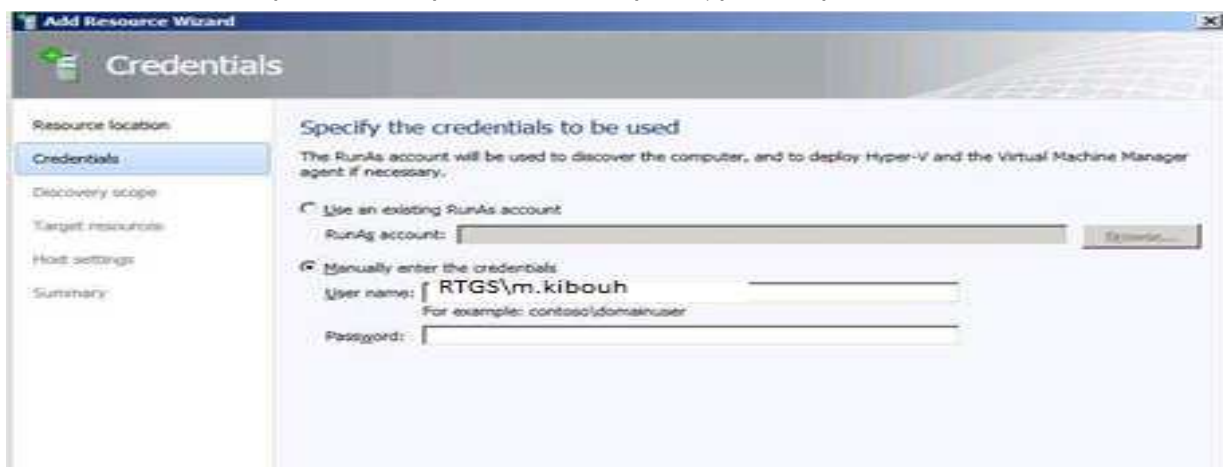 Add Resource Wizard
Credentials
Resource location
Credentials
Discovery scope
Target resources
Host settings
Summary
Specify the credentials to be used
The RunAs account will be used to discover the computer, and to deploy Hyper-V and the Virtual Machine Manager
agent if necessary.
Use an existing RunAs account
RunAs account:
Browse...
Manually enter the credentials
User name: RTGS\m.kibouh
For example: contoso\domainuser
Password: